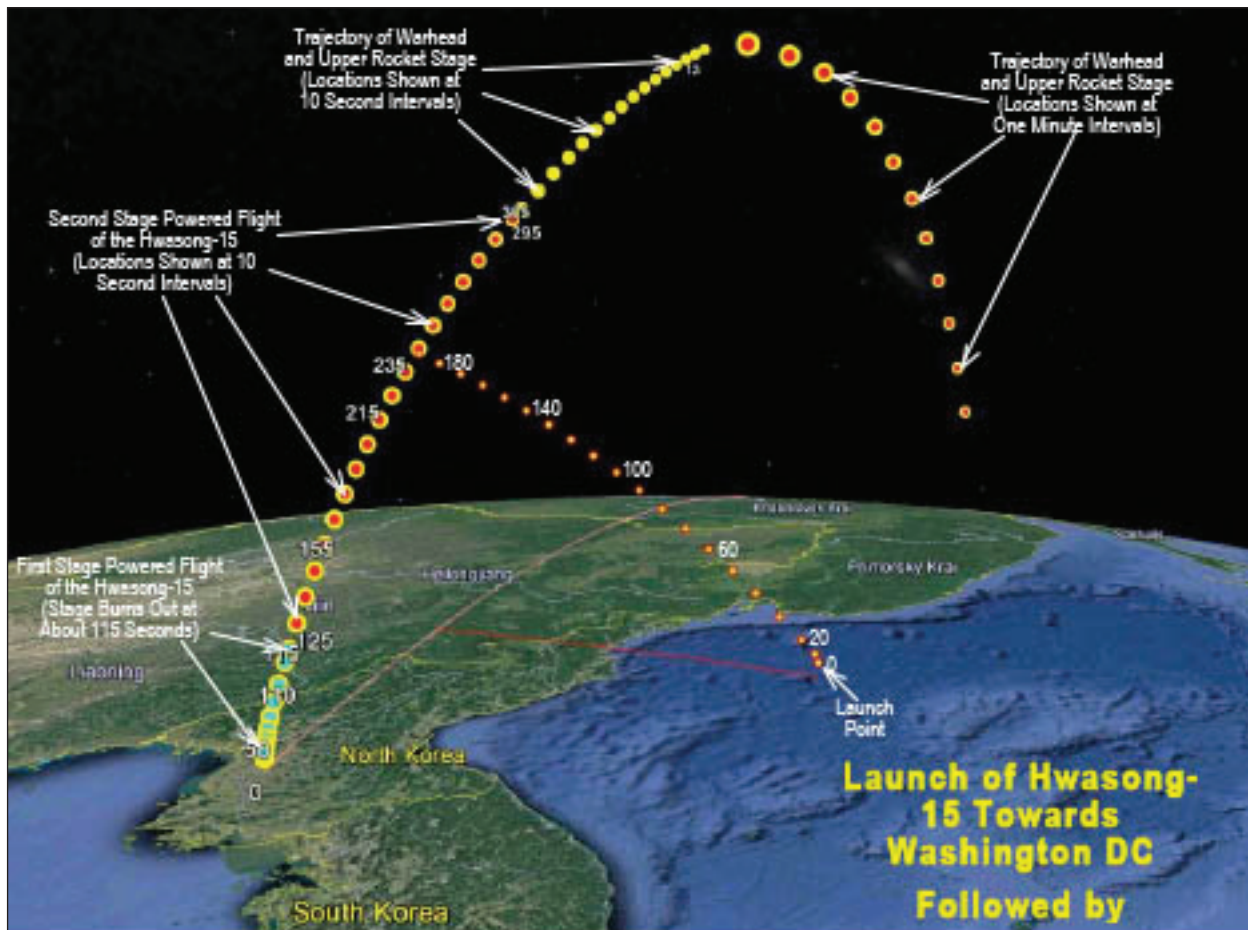 Trajectory of Warhead
and Upper Rocket Stage
(Locations Shown at
10 Second Intervals)
Trajectory of Warhead
and Upper Rocket Stage
(Locations Shown at
One Minute Intervals)
Second Stage Powered Flight
of the Hwasong-15
(Locations Shown at 10
Second Intervals)
295
235
180
215
140
100
155
60
Heilongjiang
Primorsky Krai
First Stage Powered Flight
of the Hwasong-15
(Stage Burns Out at
About 115 Seconds)
125
20
0
Liaoning
Launch
Point
North Korea
0
Launch of Hwasong-
15 Towards
Washington DC
Followed by
South Korea